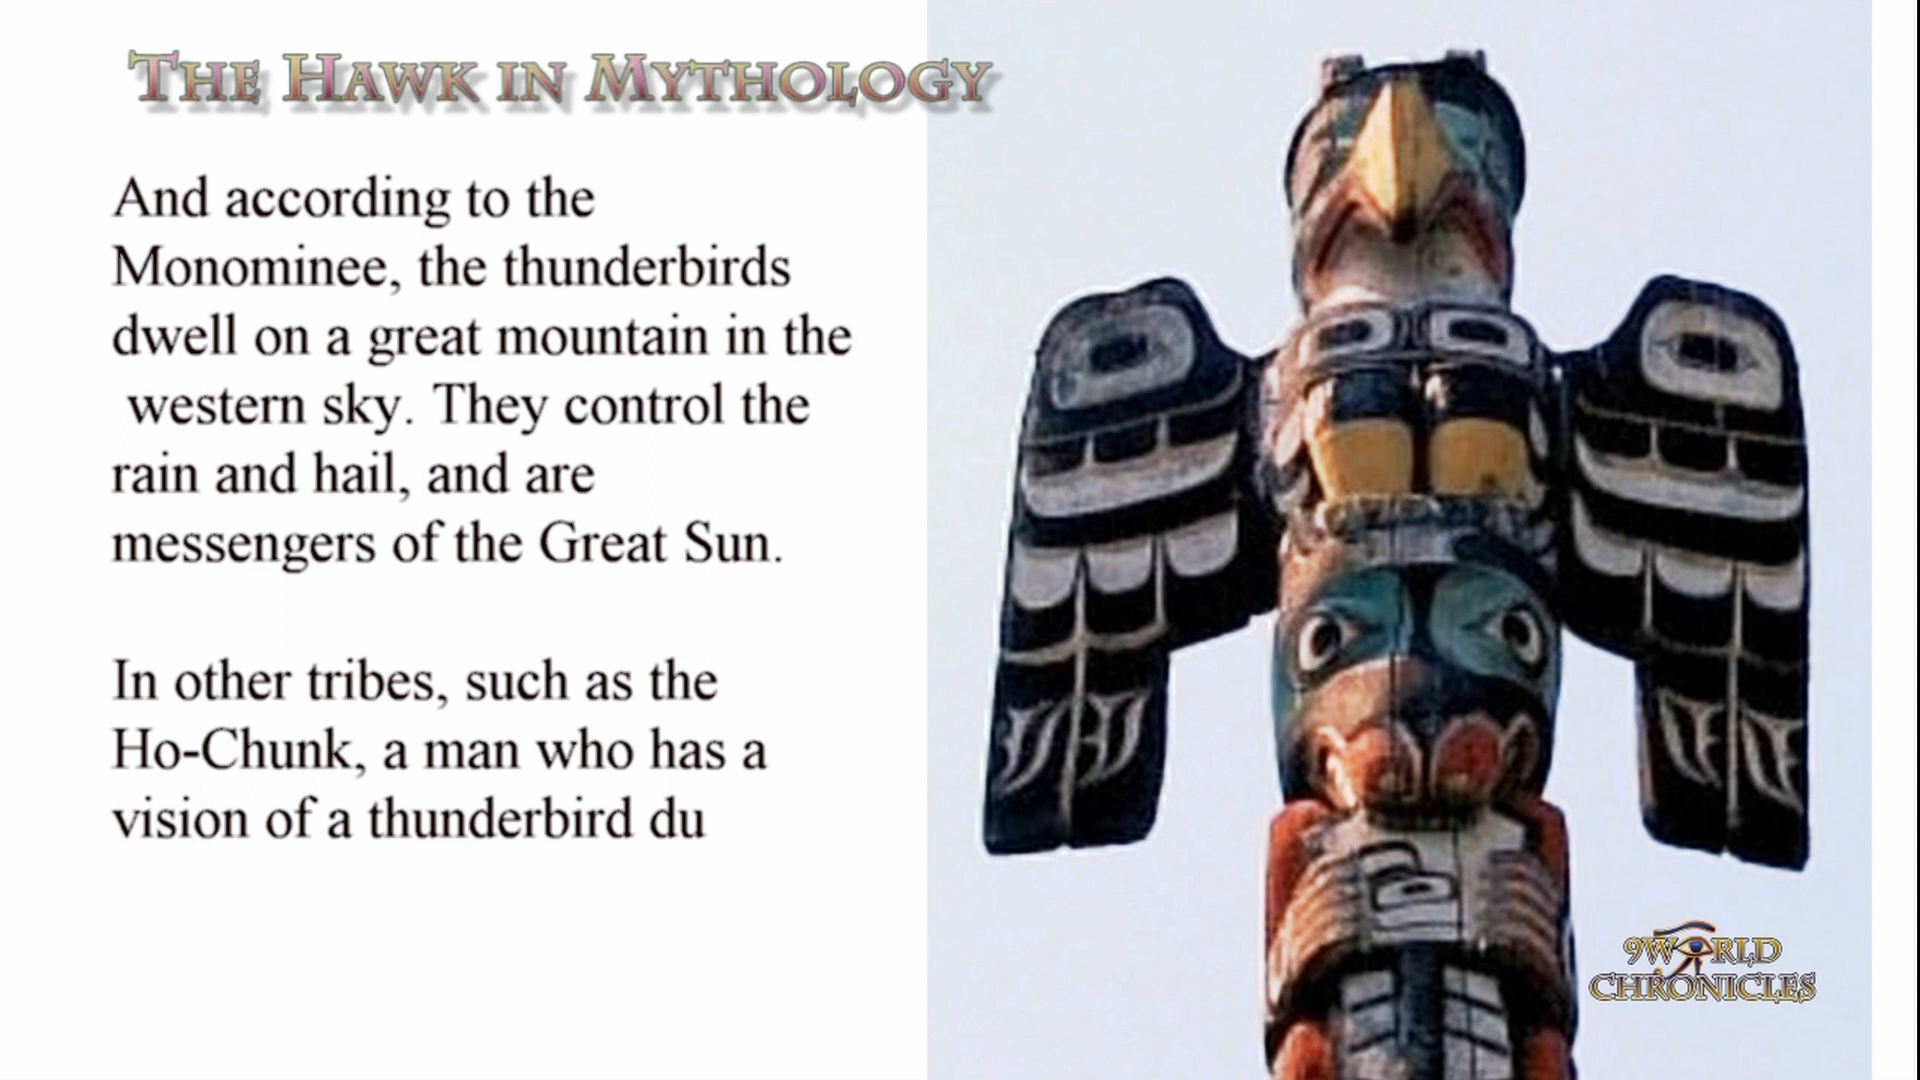 The Hawk in Mythology
And according to the
Monominee, the thunderbirds
dwell on a great mountain in the
western sky. They control the
rain and hail, and are
messengers of the Great Sun.
In other tribes, such as the
Ho-Chunk, a man who has a
vision of a thunderbird du
9World
Chronicles